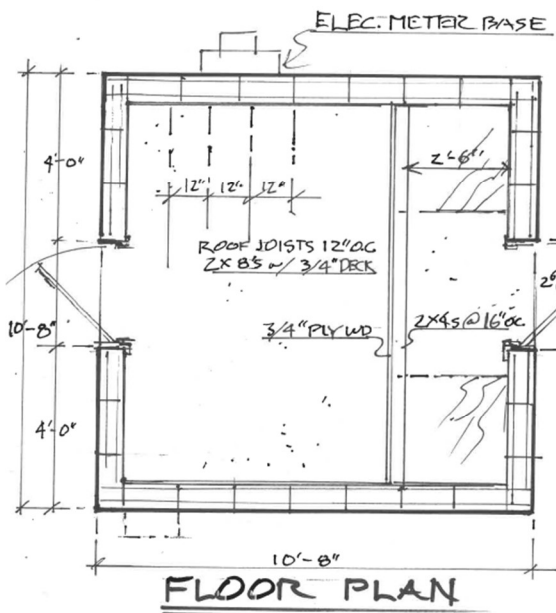 ELEC. METER BASE
4'-0"
2'-6"
12" 12" 12"
ROOF JOISTS 12" O.C.
2X8'S w/ 3/4" DECK
10'-8"
3/4" PLYWD
2X4s @ 16" OC
4'-0"
10'-8"
FLOOR PLAN